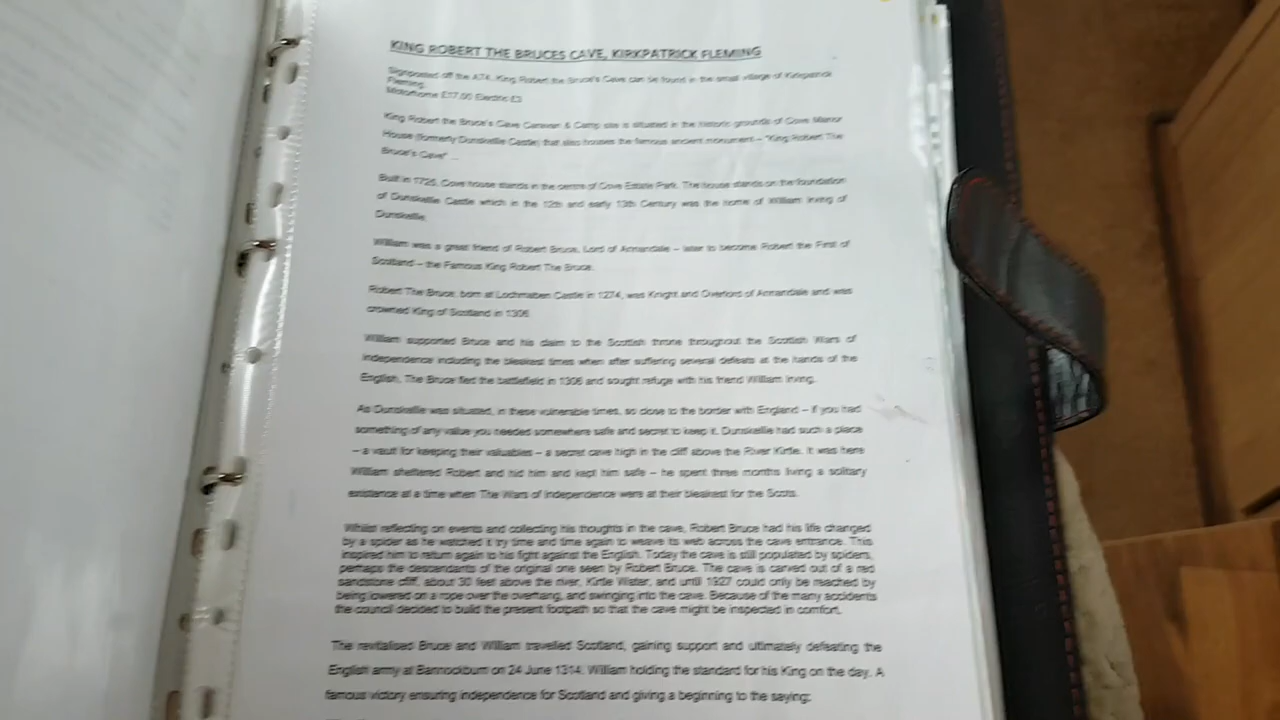 KING ROBERT THE BRUCES CAVE, KIRKPATRICK FLEMING
Signposted off the A74, King Robert the Bruce's Cave can be found in the small village of Kirkpatrick
Fleming.
Motorhome £17.00 Electric £3
King Robert the Bruce's Cave Caravan & Camp site is situated in the historic grounds of Cove Manor
House (formerly Dunskellie Castle) that also houses the famous ancient monument – "King Robert The
Bruce's Cave" ...
Built in 1726, Cove house stands in the centre of Cove Estate Park. The house stands on the foundation
of Dunskellie Castle which in the 12th and early 13th Century was the home of William Irving of
Dunskellie.
William was a great friend of Robert Bruce, Lord of Annandale – later to become Robert the First of
Scotland – the Famous King Robert The Bruce.
Robert The Bruce, born at Lochmaben Castle in 1274, was Knight and Overlord of Annandale and was
crowned King of Scotland in 1306.
William supported Bruce and his claim to the Scottish throne throughout the Scottish Wars of
Independence including the bleakest times when after suffering several defeats at the hands of the
English, The Bruce fled the battlefield in 1306 and sought refuge with his friend William Irving.
As Dunskellie was situated, in these vulnerable times, so close to the border with England – if you had
something of any value you needed somewhere safe and secret to keep it. Dunskellie had such a place
– a vault for keeping their valuables – a secret cave high in the cliff above the River Kirtle. It was here
William sheltered Robert and hid him and kept him safe – he spent three months living a solitary
existence at a time when The Wars of Independence were at their bleakest for the Scots.
Whilst reflecting on events and collecting his thoughts in the cave, Robert Bruce had his life changed
by a spider as he watched it try time and time again to weave its web across the cave entrance. This
inspired him to return again to his fight against the English. Today the cave is still populated by spiders,
perhaps the descendants of the original one seen by Robert Bruce. The cave is carved out of a red
sandstone cliff, about 30 feet above the river, Kirtle Water, and until 1927 could only be reached by
being lowered on a rope over the overhang, and swinging into the cave. Because of the many accidents
the council decided to build the present footpath so that the cave might be inspected in comfort.
The revitalised Bruce and William travelled Scotland, gaining support and ultimately defeating the
English army at Bannockburn on 24 June 1314. William holding the standard for his King on the day. A
famous victory ensuring independence for Scotland and giving a beginning to the saying;